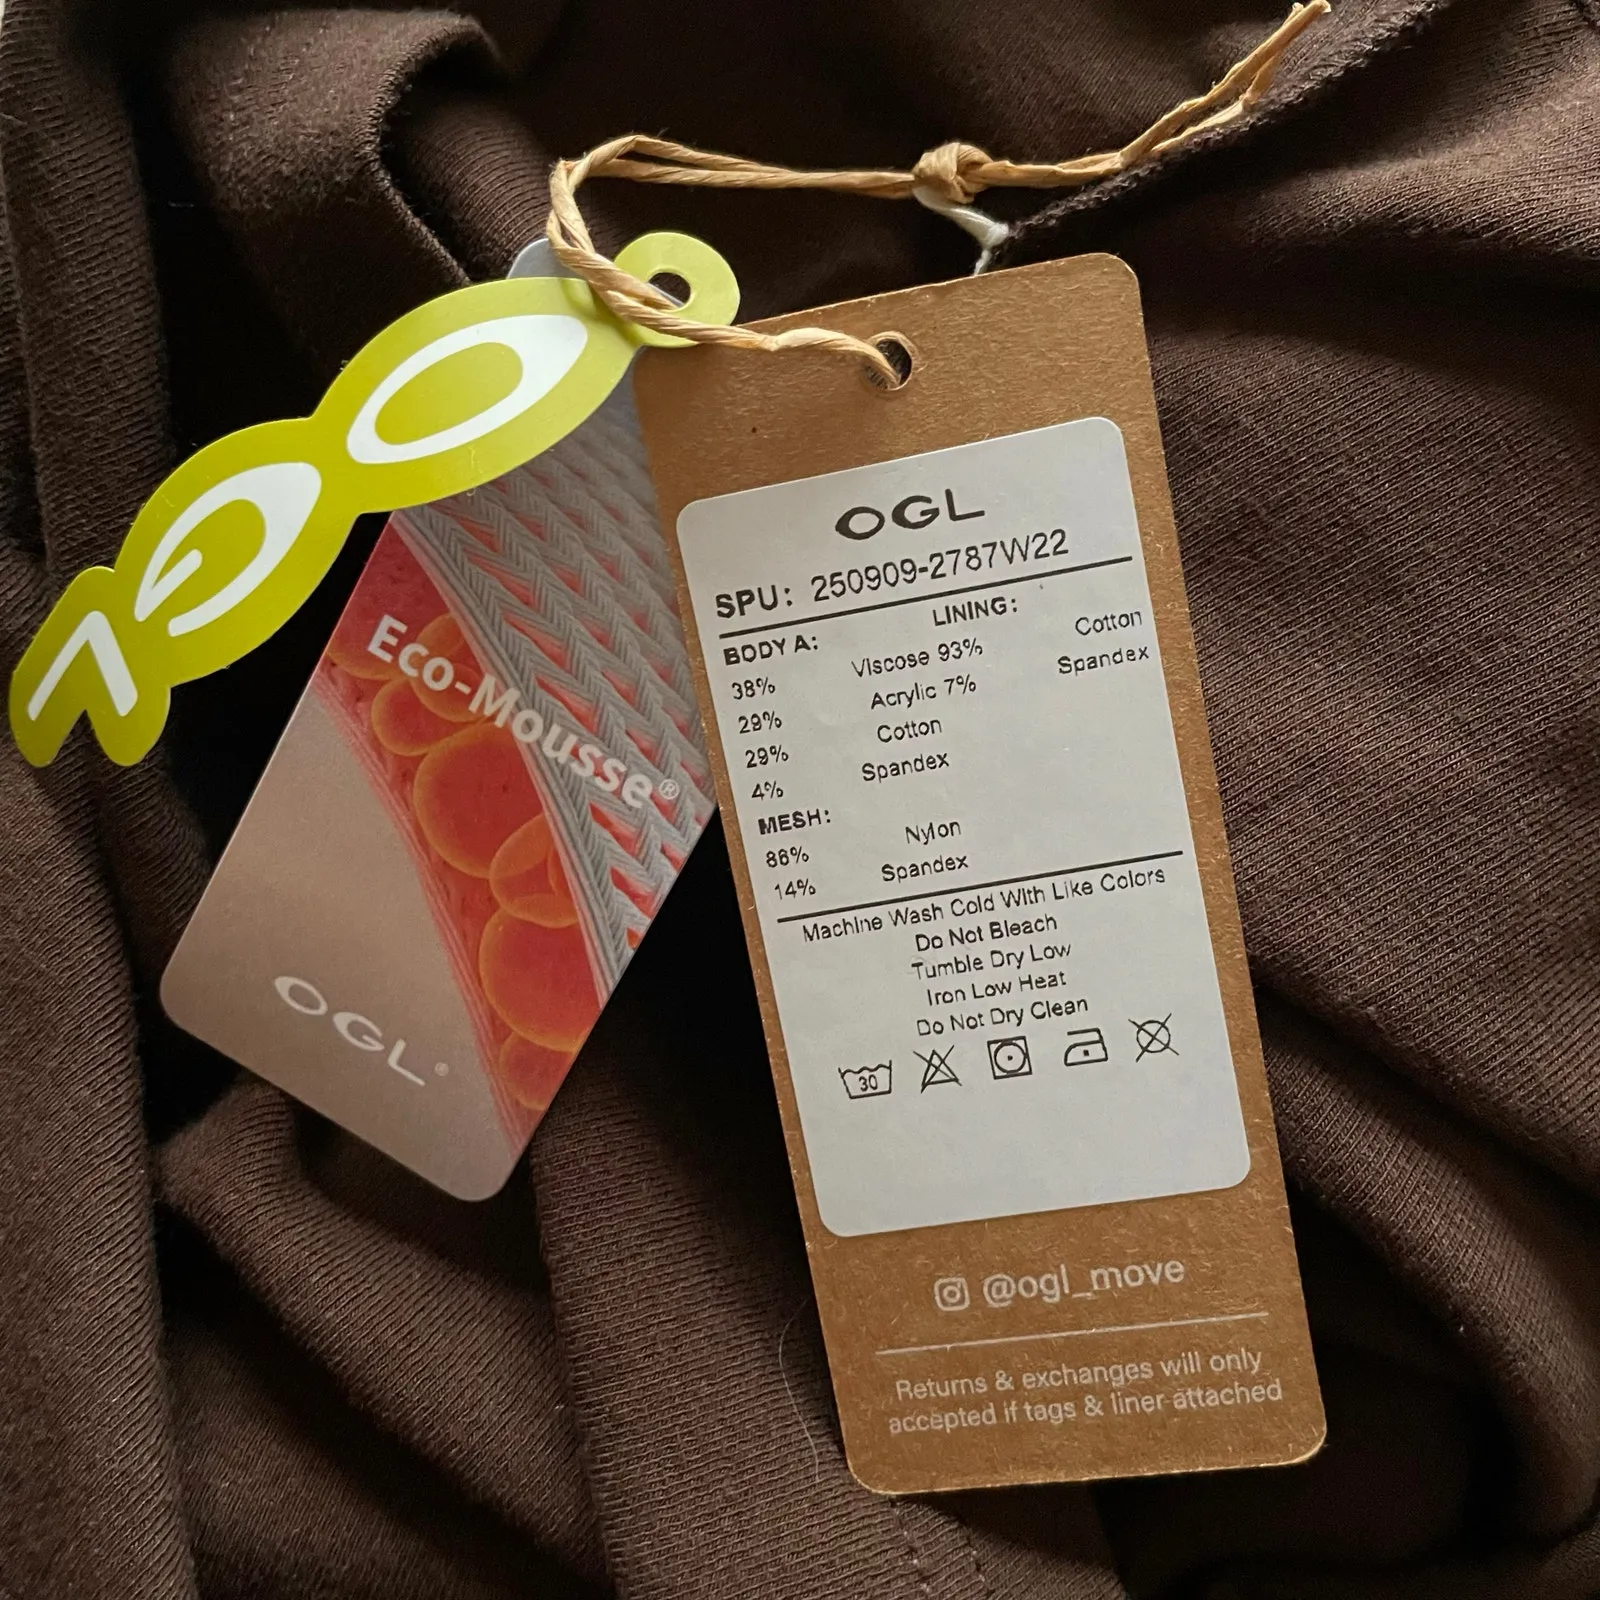 OGL
Eco-Mousse®
OGL®
OGL
SPU: 250909-2787W22
BODY A: LINING:
38% Viscose 93% Cotton
29% Acrylic 7% Spandex
29% Cotton
4% Spandex
MESH:
86% Nylon
14% Spandex
Machine Wash Cold With Like Colors
Do Not Bleach
Tumble Dry Low
Iron Low Heat
Do Not Dry Clean
30
@ogl_move
Returns & exchanges will only
accepted if tags & liner attached